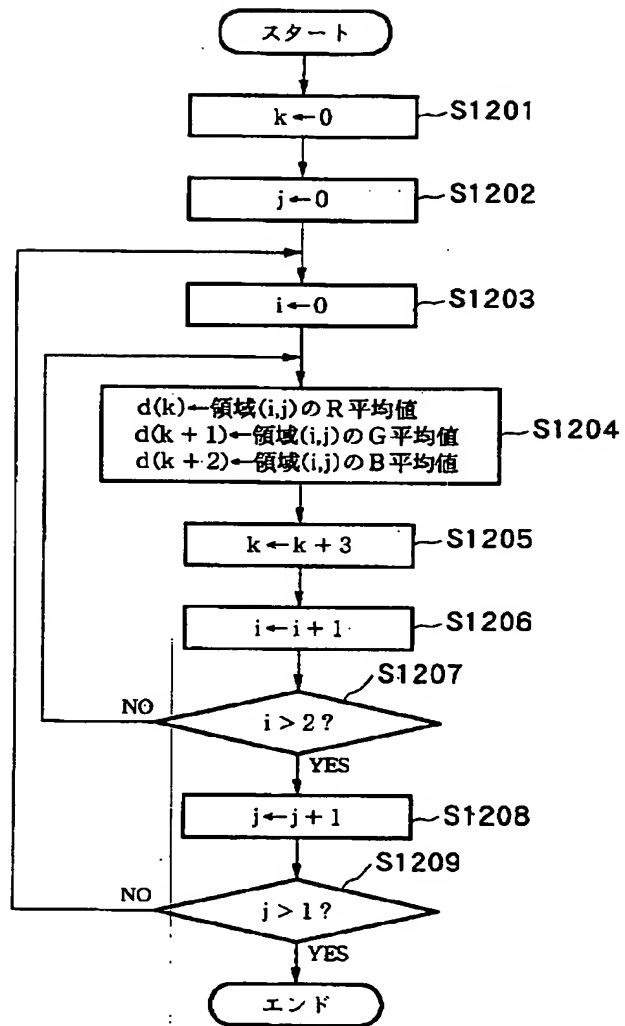 スタート
k←0
S1201
j←0
S1202
i←0
S1203
d(k)←領域(i,j)のR平均値
d(k+1)←領域(i,j)のG平均値
d(k+2)←領域(i,j)のB平均値
S1204
k←k+3
S1205
i←i+1
S1206
S1207
i>2?
NO
YES
j←j+1
S1208
S1209
j>1?
NO
YES
エンド